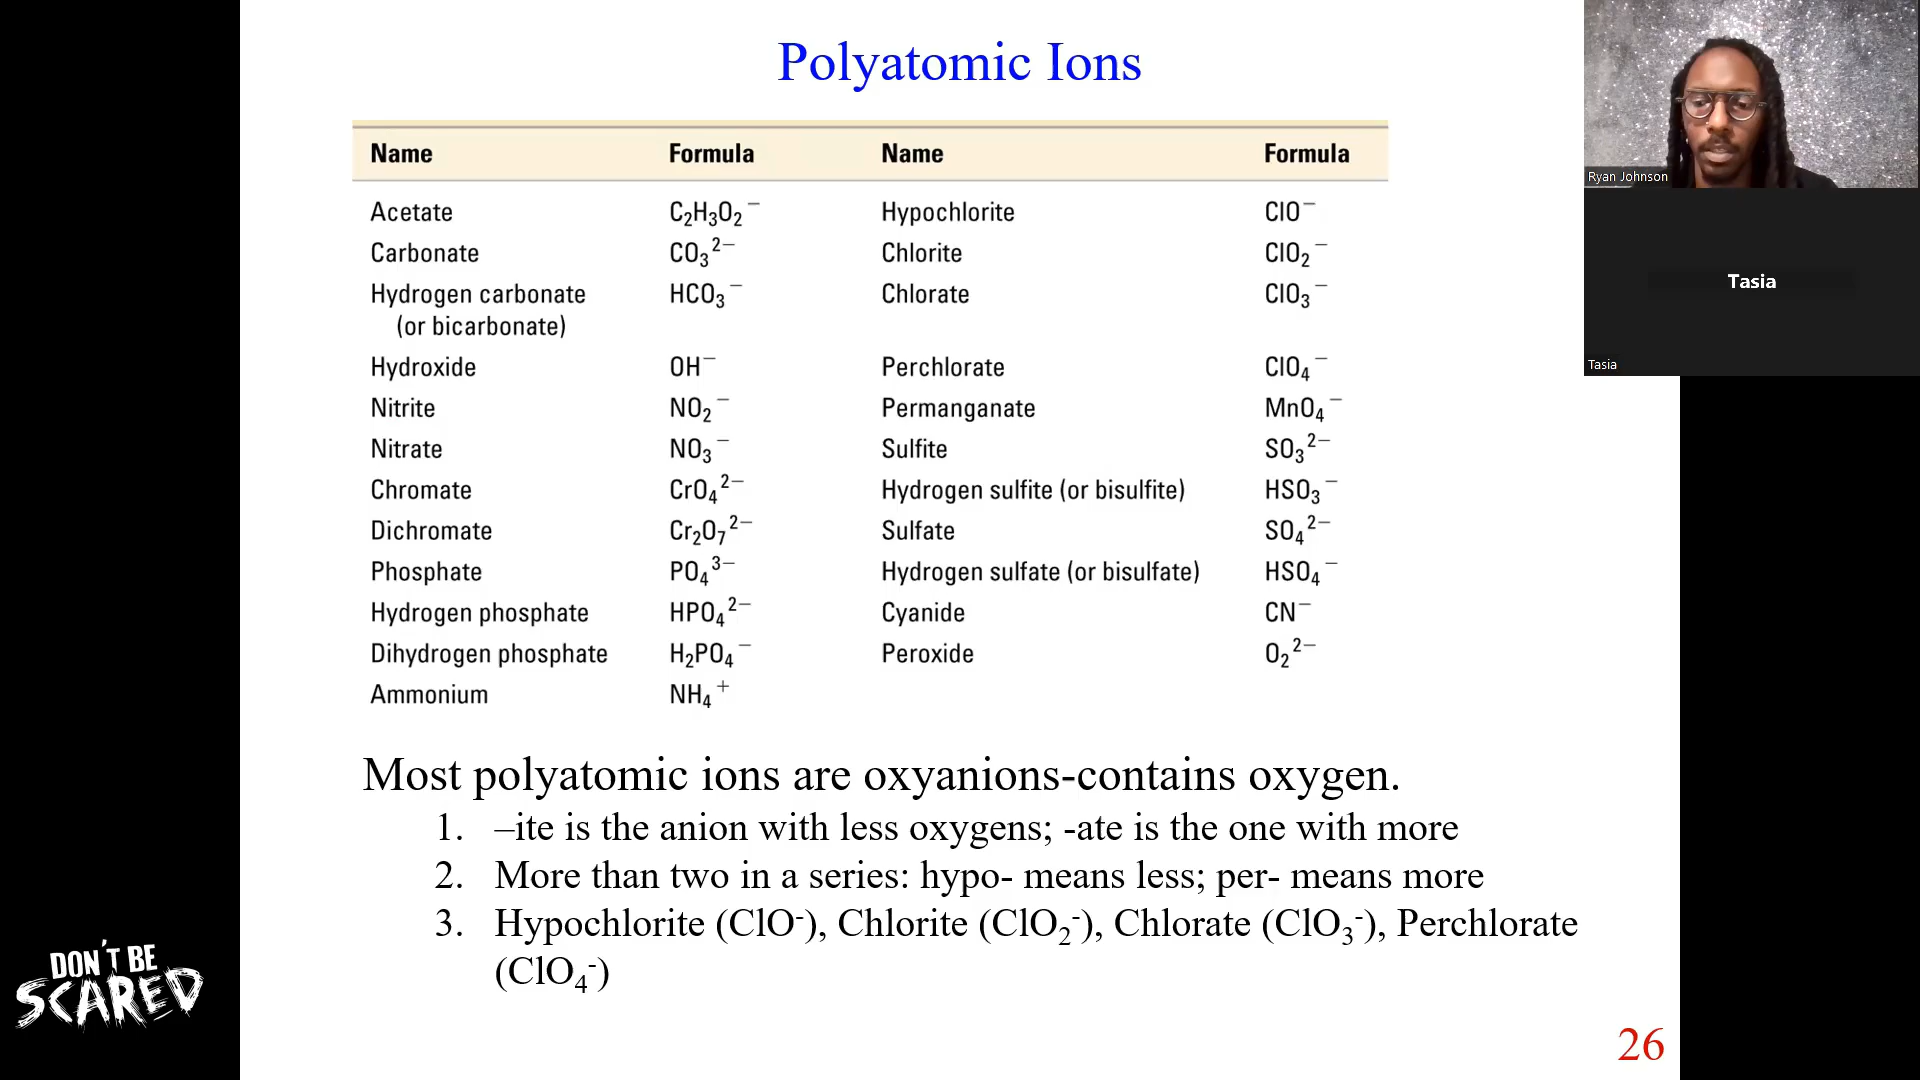 Polyatomic Ions
Name Formula Name Formula
Acetate C₂H₃O₂⁻ Hypochlorite ClO⁻
Carbonate CO₃²⁻ Chlorite ClO₂⁻
Hydrogen carbonate HCO₃⁻ Chlorate ClO₃⁻
(or bicarbonate)
Hydroxide OH⁻ Perchlorate ClO₄⁻
Nitrite NO₂⁻ Permanganate MnO₄⁻
Nitrate NO₃⁻ Sulfite SO₃²⁻
Chromate CrO₄²⁻ Hydrogen sulfite (or bisulfite) HSO₃⁻
Dichromate Cr₂O₇²⁻ Sulfate SO₄²⁻
Phosphate PO₄³⁻ Hydrogen sulfate (or bisulfate) HSO₄⁻
Hydrogen phosphate HPO₄²⁻ Cyanide CN⁻
Dihydrogen phosphate H₂PO₄⁻ Peroxide O₂²⁻
Ammonium NH₄⁺
Most polyatomic ions are oxyanions-contains oxygen.
1. –ite is the anion with less oxygens; -ate is the one with more
2. More than two in a series: hypo- means less; per- means more
3. Hypochlorite (ClO⁻), Chlorite (ClO₂⁻), Chlorate (ClO₃⁻), Perchlorate
(ClO₄⁻)
26
Ryan Johnson
Tasia
Tasia
DON'T BE
SCARED